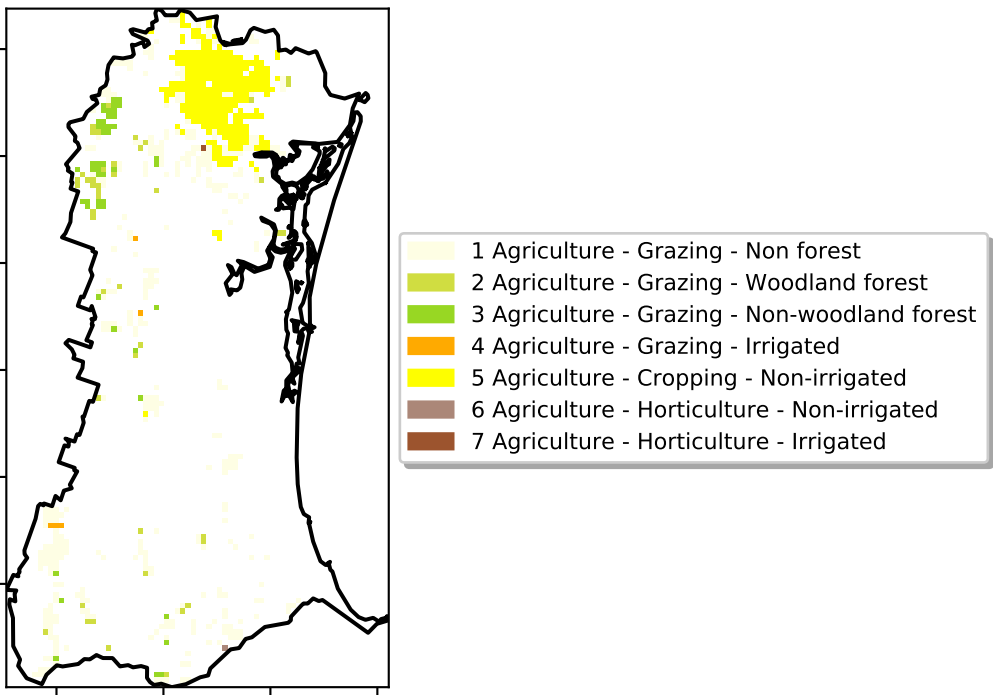 1 Agriculture - Grazing - Non forest
2 Agriculture - Grazing - Woodland forest
3 Agriculture - Grazing - Non-woodland forest
4 Agriculture - Grazing - Irrigated
5 Agriculture - Cropping - Non-irrigated
6 Agriculture - Horticulture - Non-irrigated
7 Agriculture - Horticulture - Irrigated